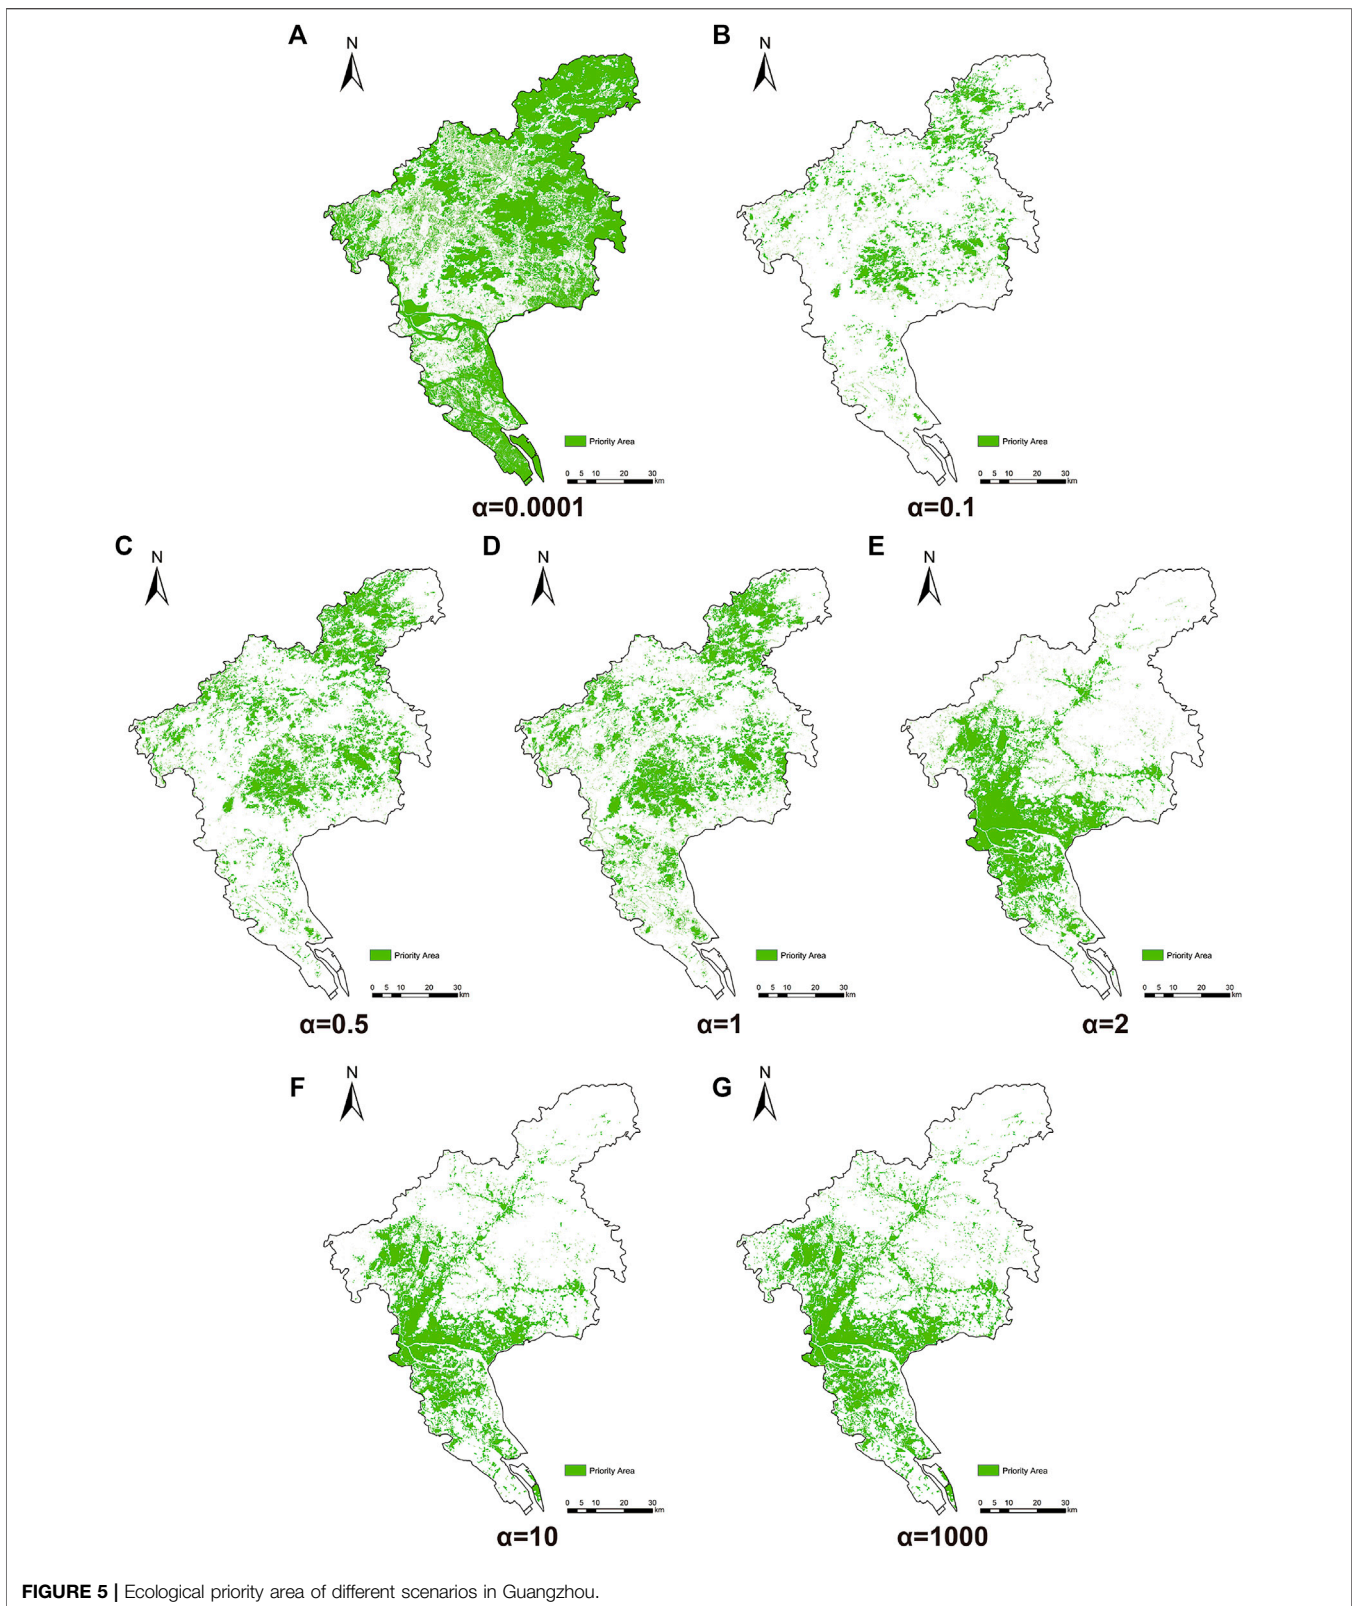 A
N
Priority Area
0 5 10 20 30
km
α=0.0001
B
N
Priority Area
0 5 10 20 30
km
α=0.1
C
N
Priority Area
0 5 10 20 30
km
α=0.5
D
N
Priority Area
0 5 10 20 30
km
α=1
E
N
Priority Area
0 5 10 20 30
km
α=2
F
N
Priority Area
0 5 10 20 30
km
α=10
G
N
Priority Area
0 5 10 20 30
km
α=1000
FIGURE 5 | Ecological priority area of different scenarios in Guangzhou.